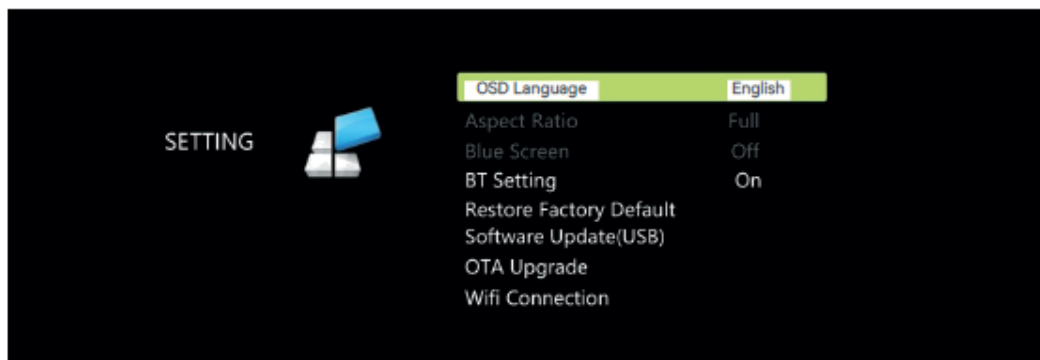 SETTING
OSD Language English
Aspect Ratio Full
Blue Screen Off
BT Setting On
Restore Factory Default
Software Update(USB)
OTA Upgrade
Wifi Connection